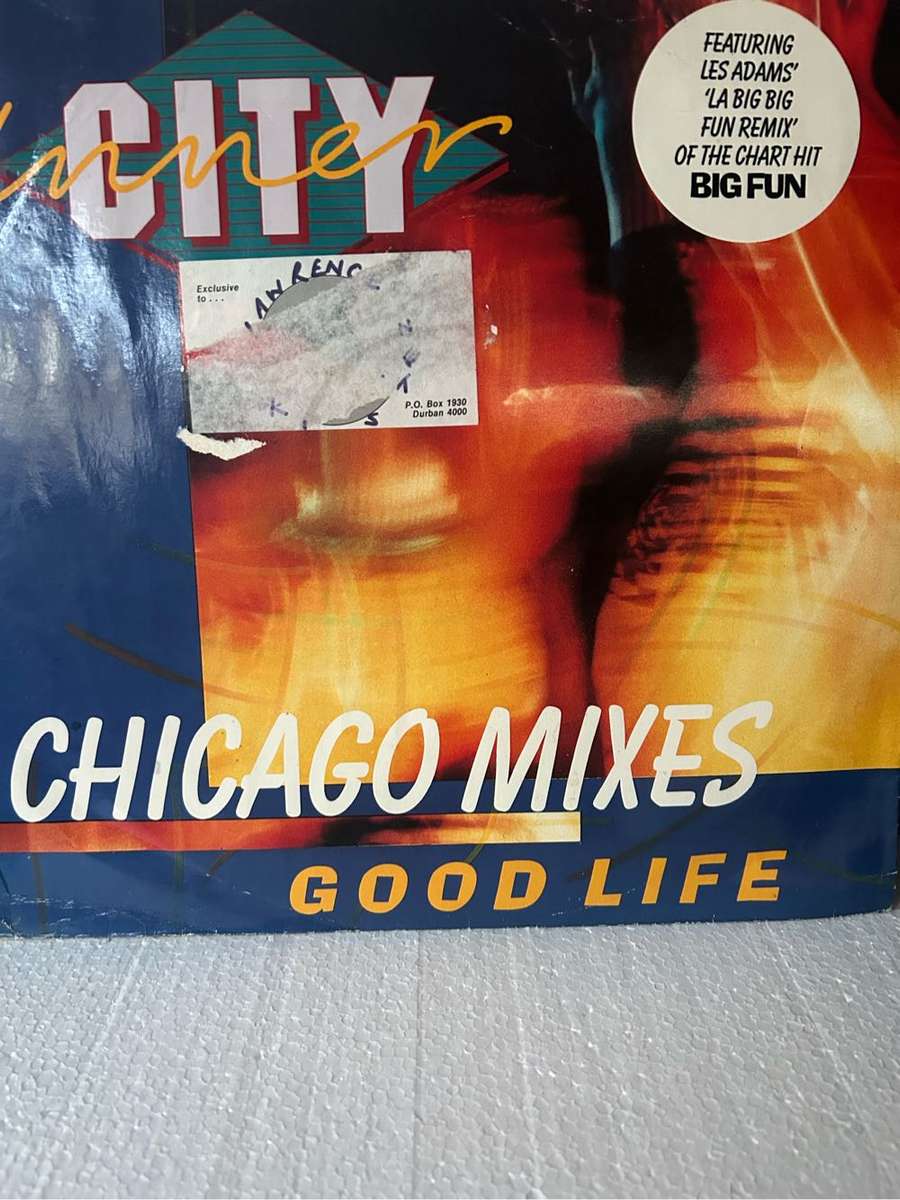 CITY
Inner
FEATURING
LES ADAMS'
'LA BIG BIG
FUN REMIX'
OF THE CHART HIT
BIG FUN
Exclusive
to . . .
P.O. Box 1930
Durban 4000
CHICAGO MIXES
GOOD LIFE